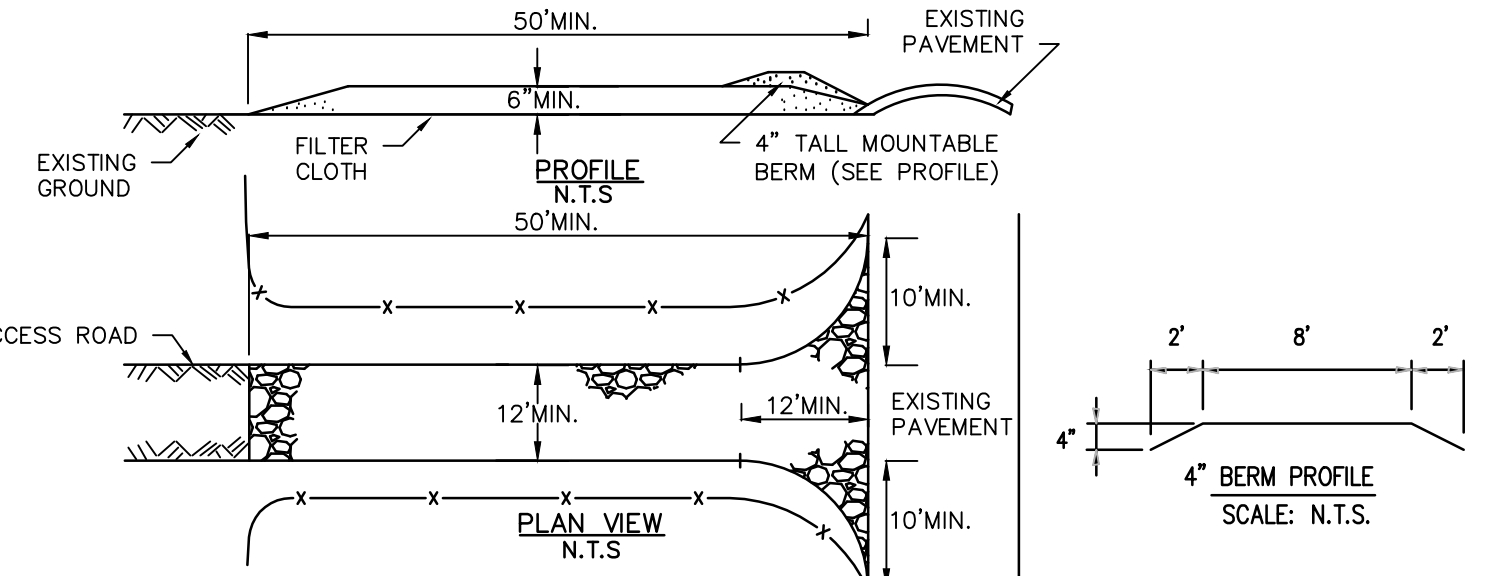 50'MIN.
EXISTING
PAVEMENT
6"MIN.
EXISTING
GROUND
FILTER
CLOTH
4" TALL MOUNTABLE
BERM (SEE PROFILE)
PROFILE
N.T.S
50'MIN.
10'MIN.
CCESS ROAD
12'MIN.
12'MIN.
EXISTING
PAVEMENT
10'MIN.
PLAN VIEW
N.T.S
2'
8'
2'
4"
4" BERM PROFILE
SCALE: N.T.S.